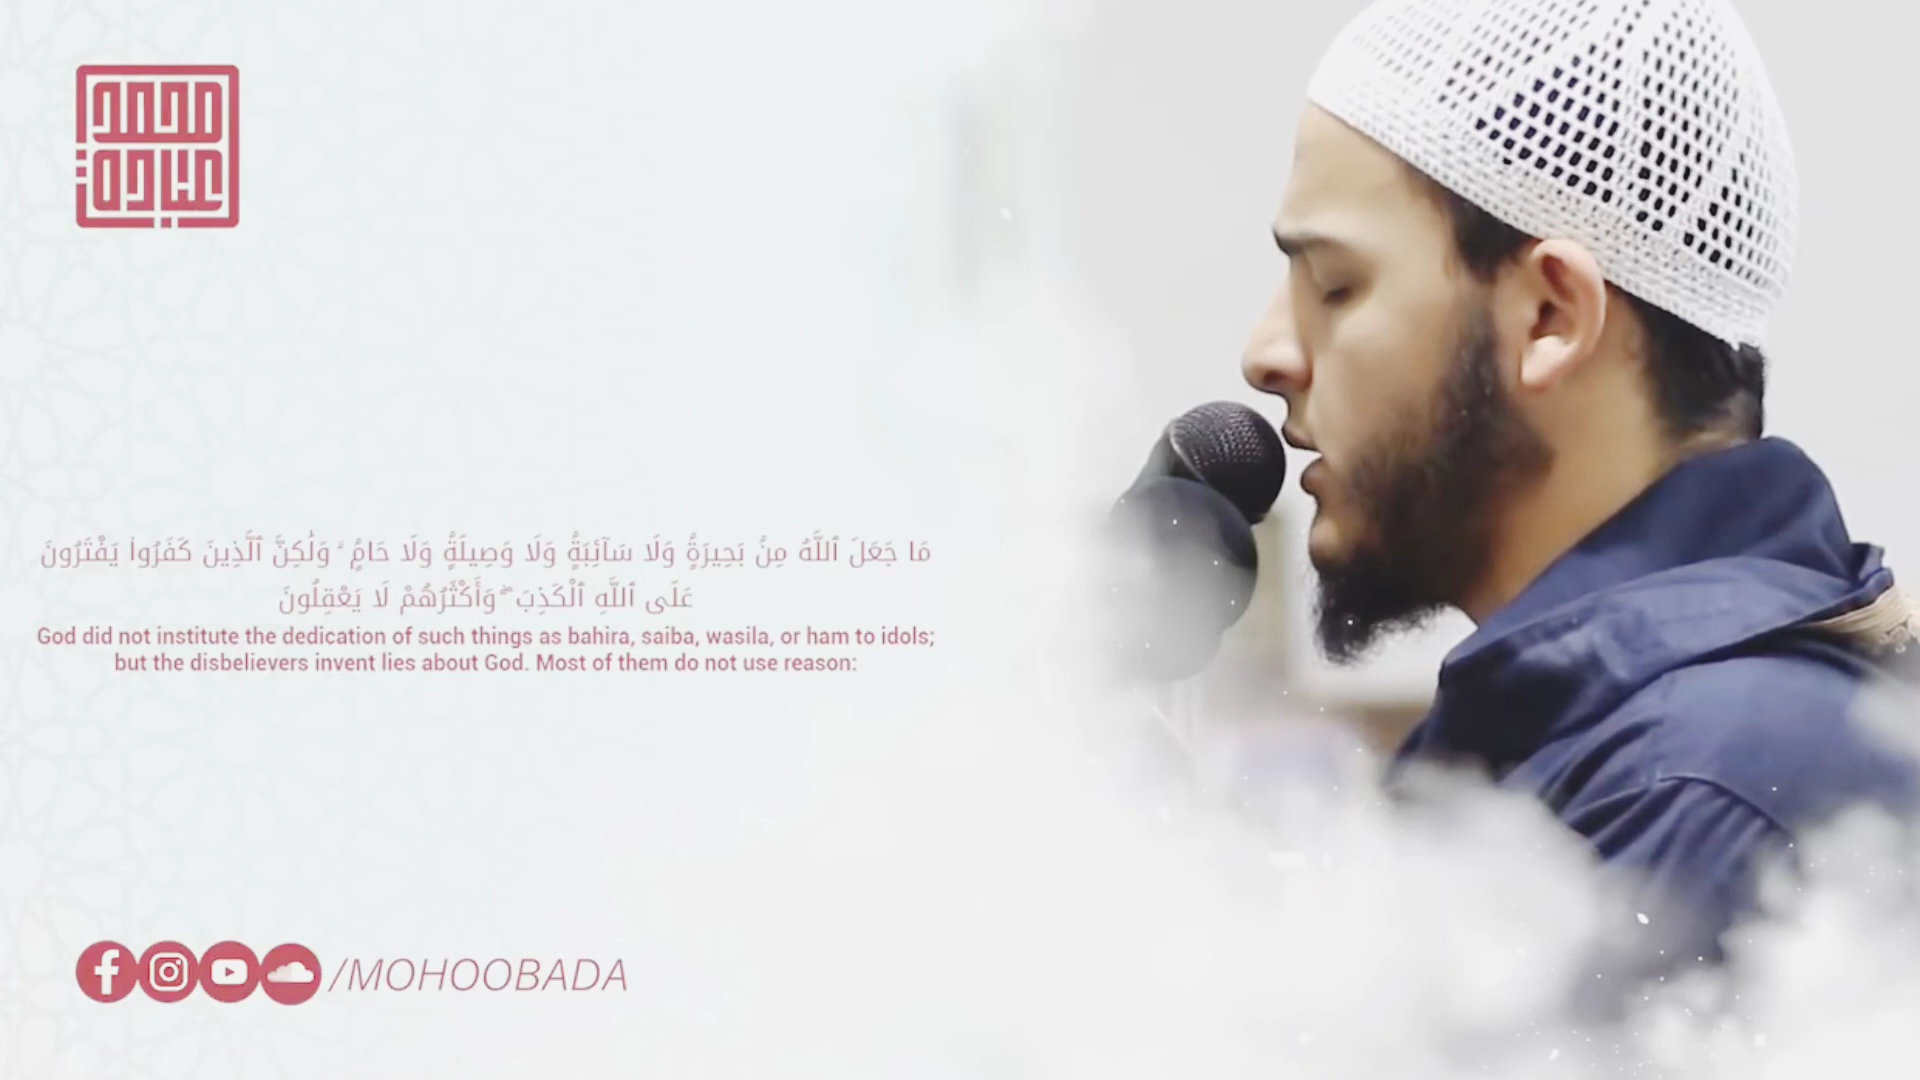 محمد
عبادة
مَا جَعَلَ ٱللَّهُ مِنۢ بَحِيرَةٍۢ وَلَا سَآئِبَةٍۢ وَلَا وَصِيلَةٍۢ وَلَا حَامٍۢ ۙ وَلَٰكِنَّ ٱلَّذِينَ كَفَرُوا۟ يَفْتَرُونَ
عَلَى ٱللَّهِ ٱلْكَذِبَ ۖ وَأَكْثَرُهُمْ لَا يَعْقِلُونَ
God did not institute the dedication of such things as bahira, saiba, wasila, or ham to idols;
but the disbelievers invent lies about God. Most of them do not use reason:
/MOHOOBADA